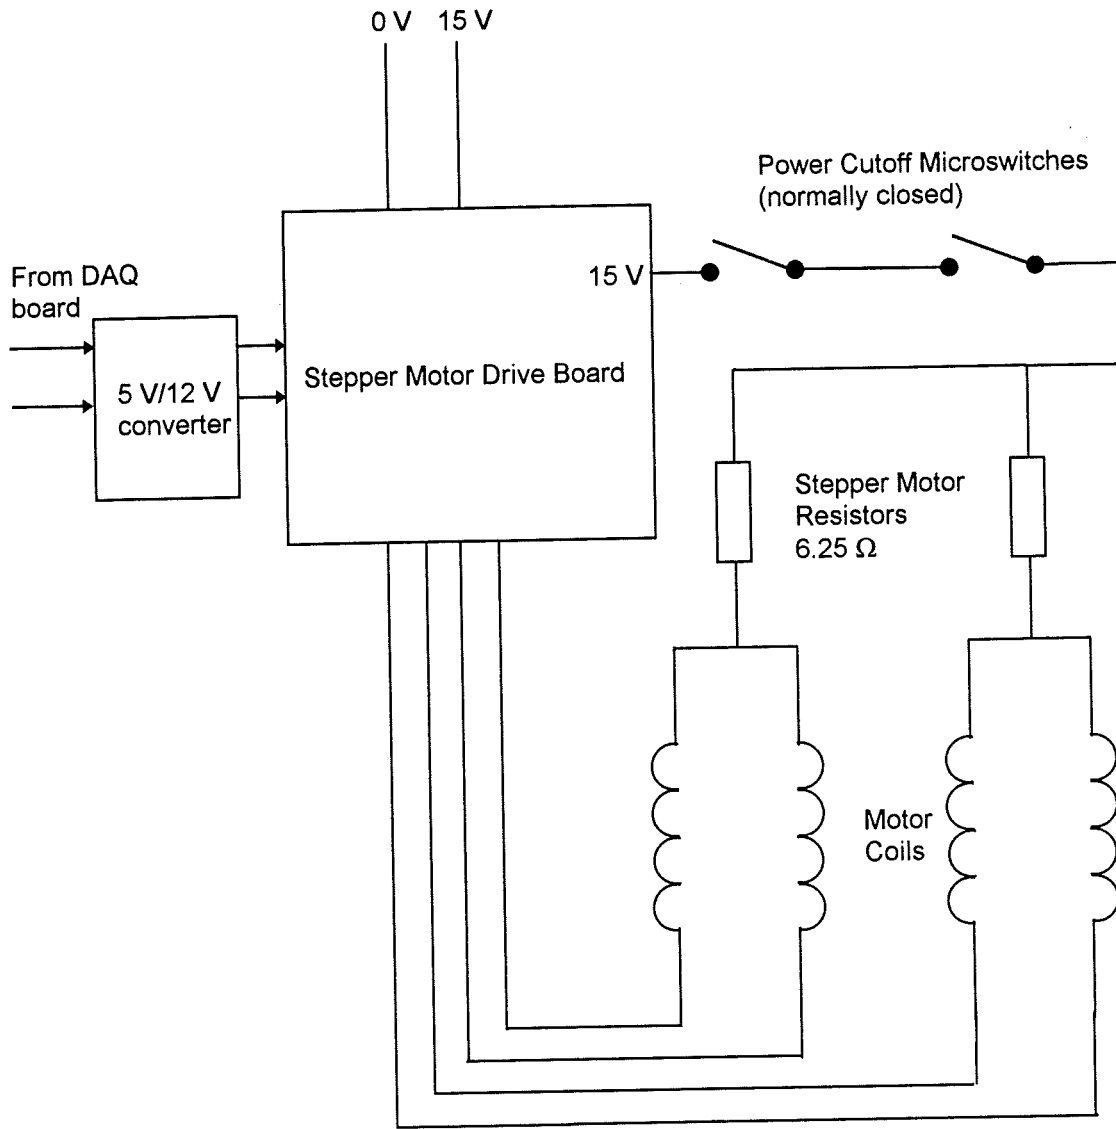 0 V 15 V
Power Cutoff Microswitches
(normally closed)
15 V
From DAQ
board
Stepper Motor Drive Board
5 V/12 V
converter
Stepper Motor
Resistors
6.25 Ω
Motor
Coils